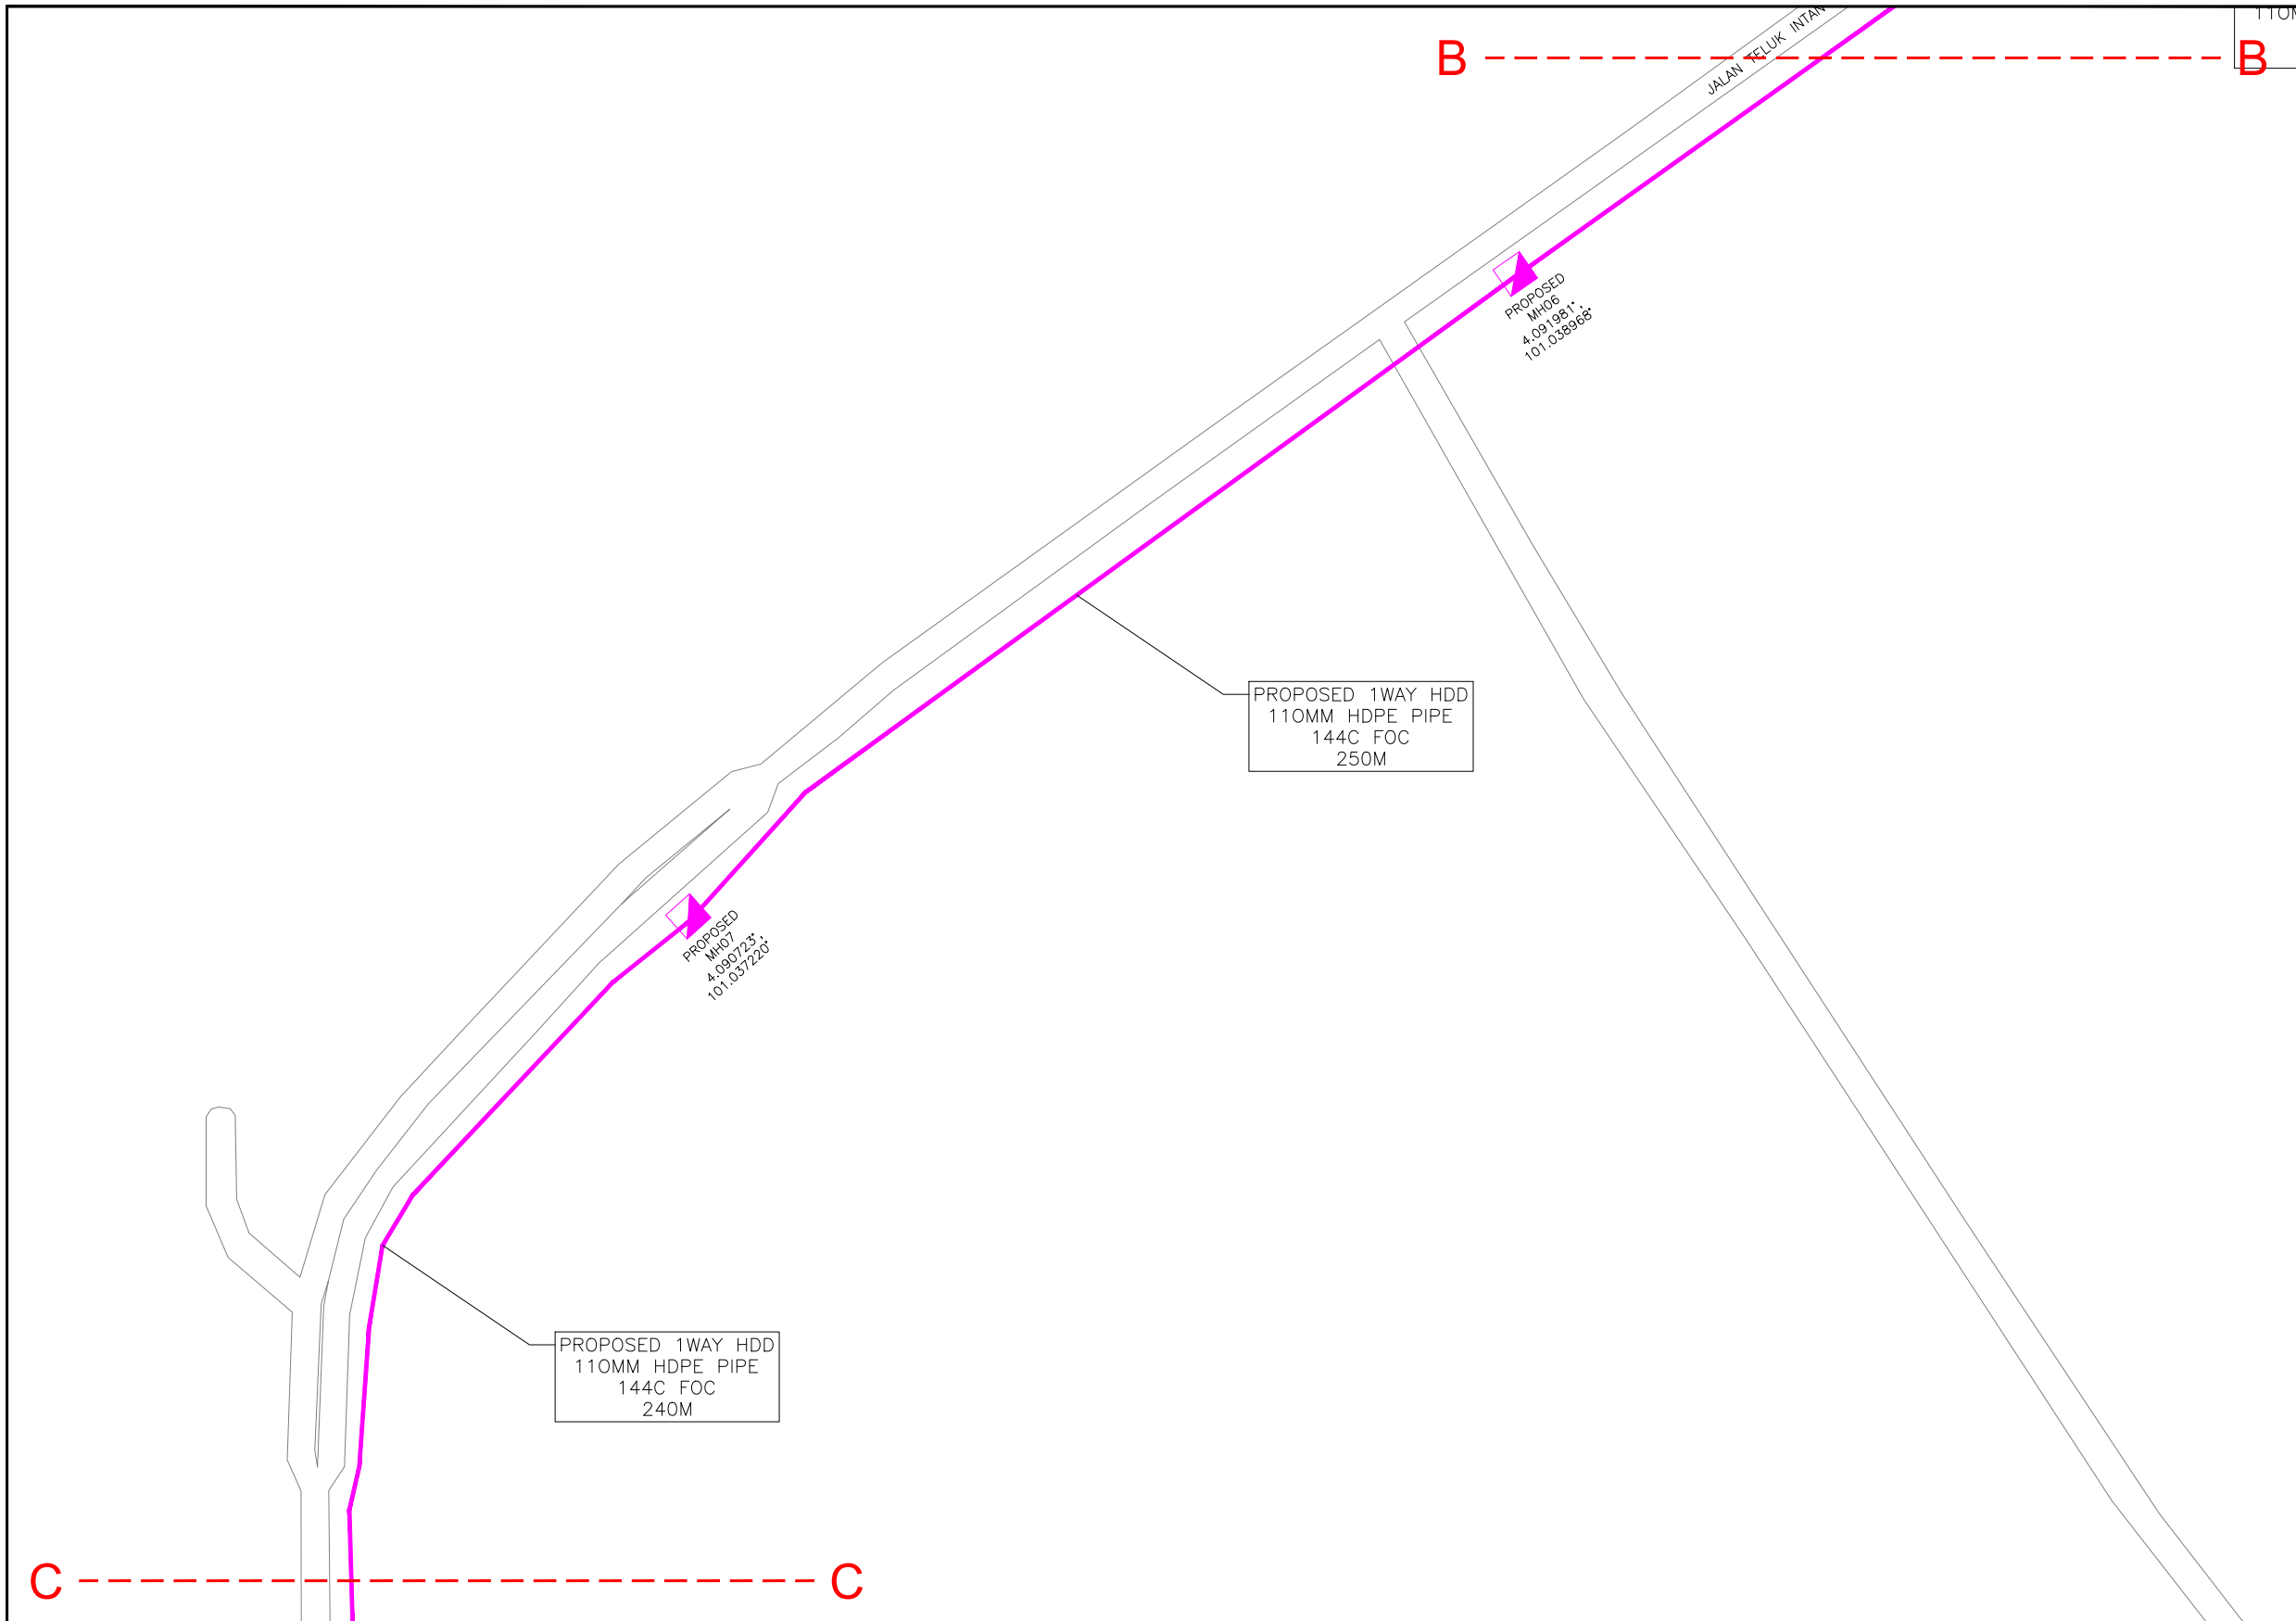 JALAN TELUK INTAN
B
B
PROPOSED
MH06
4.091981°,
101.038968°
PROPOSED 1WAY HDD
110MM HDPE PIPE
144C FOC
250M
PROPOSED
MH07
4.090723°,
101.037220°
PROPOSED 1WAY HDD
110MM HDPE PIPE
144C FOC
240M
C
C